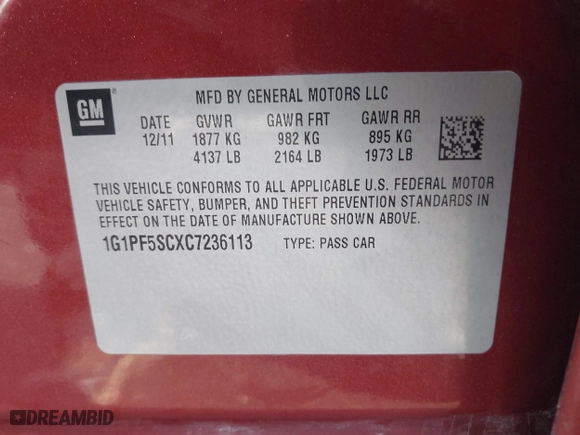 GM
MFD BY GENERAL MOTORS LLC
DATE GVWR GAWR FRT GAWR RR
12/11 1877 KG 982 KG 895 KG
4137 LB 2164 LB 1973 LB
THIS VEHICLE CONFORMS TO ALL APPLICABLE U.S. FEDERAL MOTOR
VEHICLE SAFETY, BUMPER, AND THEFT PREVENTION STANDARDS IN
EFFECT ON THE DATE OF MANUFACTURE SHOWN ABOVE.
1G1PF5SCXC7236113 TYPE: PASS CAR
DREAMBID